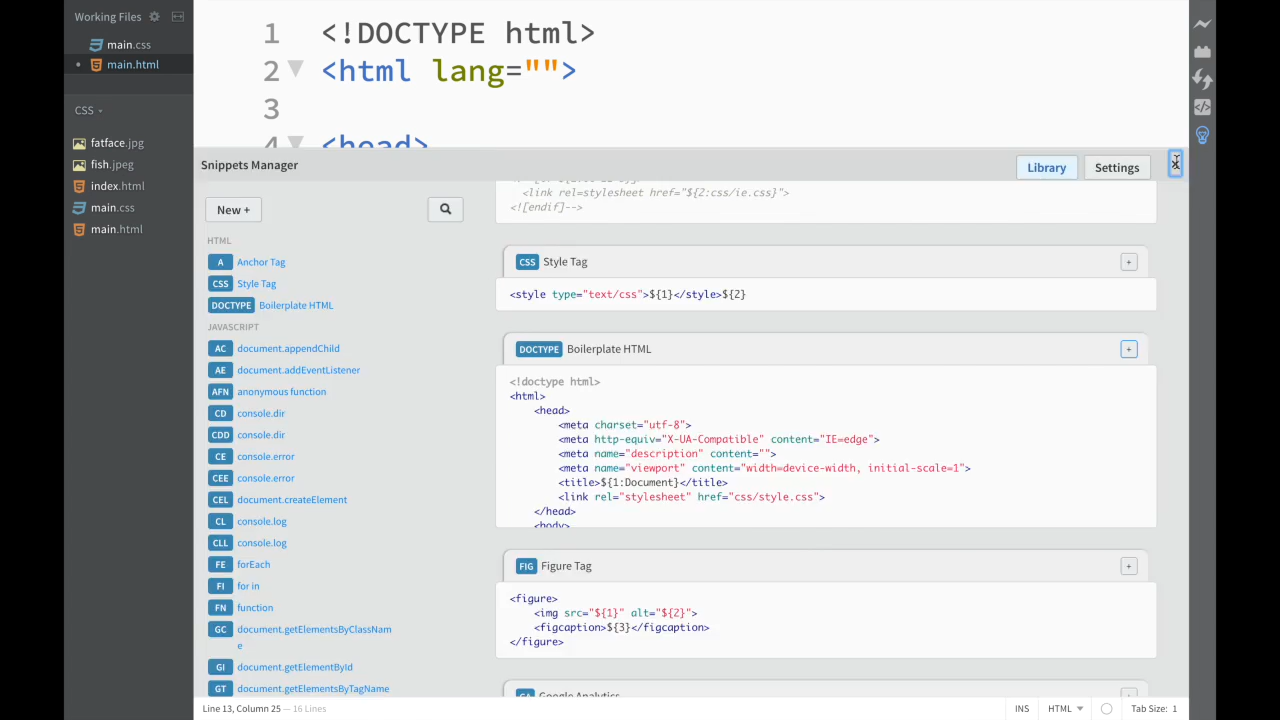 Working Files
main.css
main.html
CSS
fatface.jpg
fish.jpeg
index.html
main.css
main.html
1 <!DOCTYPE html>
2 <html lang="">
3
4 <head>
Snippets Manager
Library
Settings
New +
HTML
A Anchor Tag
CSS Style Tag
DOCTYPE Boilerplate HTML
JAVASCRIPT
AC document.appendChild
AE document.addEventListener
AFN anonymous function
CD console.dir
CDD console.dir
CE console.error
CEE console.error
CEL document.createElement
CL console.log
CLL console.log
FE forEach
FI for in
FN function
GC document.getElementsByClassNam
e
GI document.getElementById
GT document.getElementsByTagName
<link rel=stylesheet href="${2:css/ie.css}">
<![endif]-->
CSS Style Tag +
<style type="text/css">${1}</style>${2}
DOCTYPE Boilerplate HTML +
<!doctype html>
<html>
<head>
<meta charset="utf-8">
<meta http-equiv="X-UA-Compatible" content="IE=edge">
<meta name="description" content="">
<meta name="viewport" content="width=device-width, initial-scale=1">
<title>${1:Document}</title>
<link rel="stylesheet" href="css/style.css">
</head>
<body>
FIG Figure Tag +
<figure>
<img src="${1}" alt="${2}">
<figcaption>${3}</figcaption>
</figure>
GA Google Analytics
Line 13, Column 25 — 16 Lines
INS
HTML
Tab Size: 1